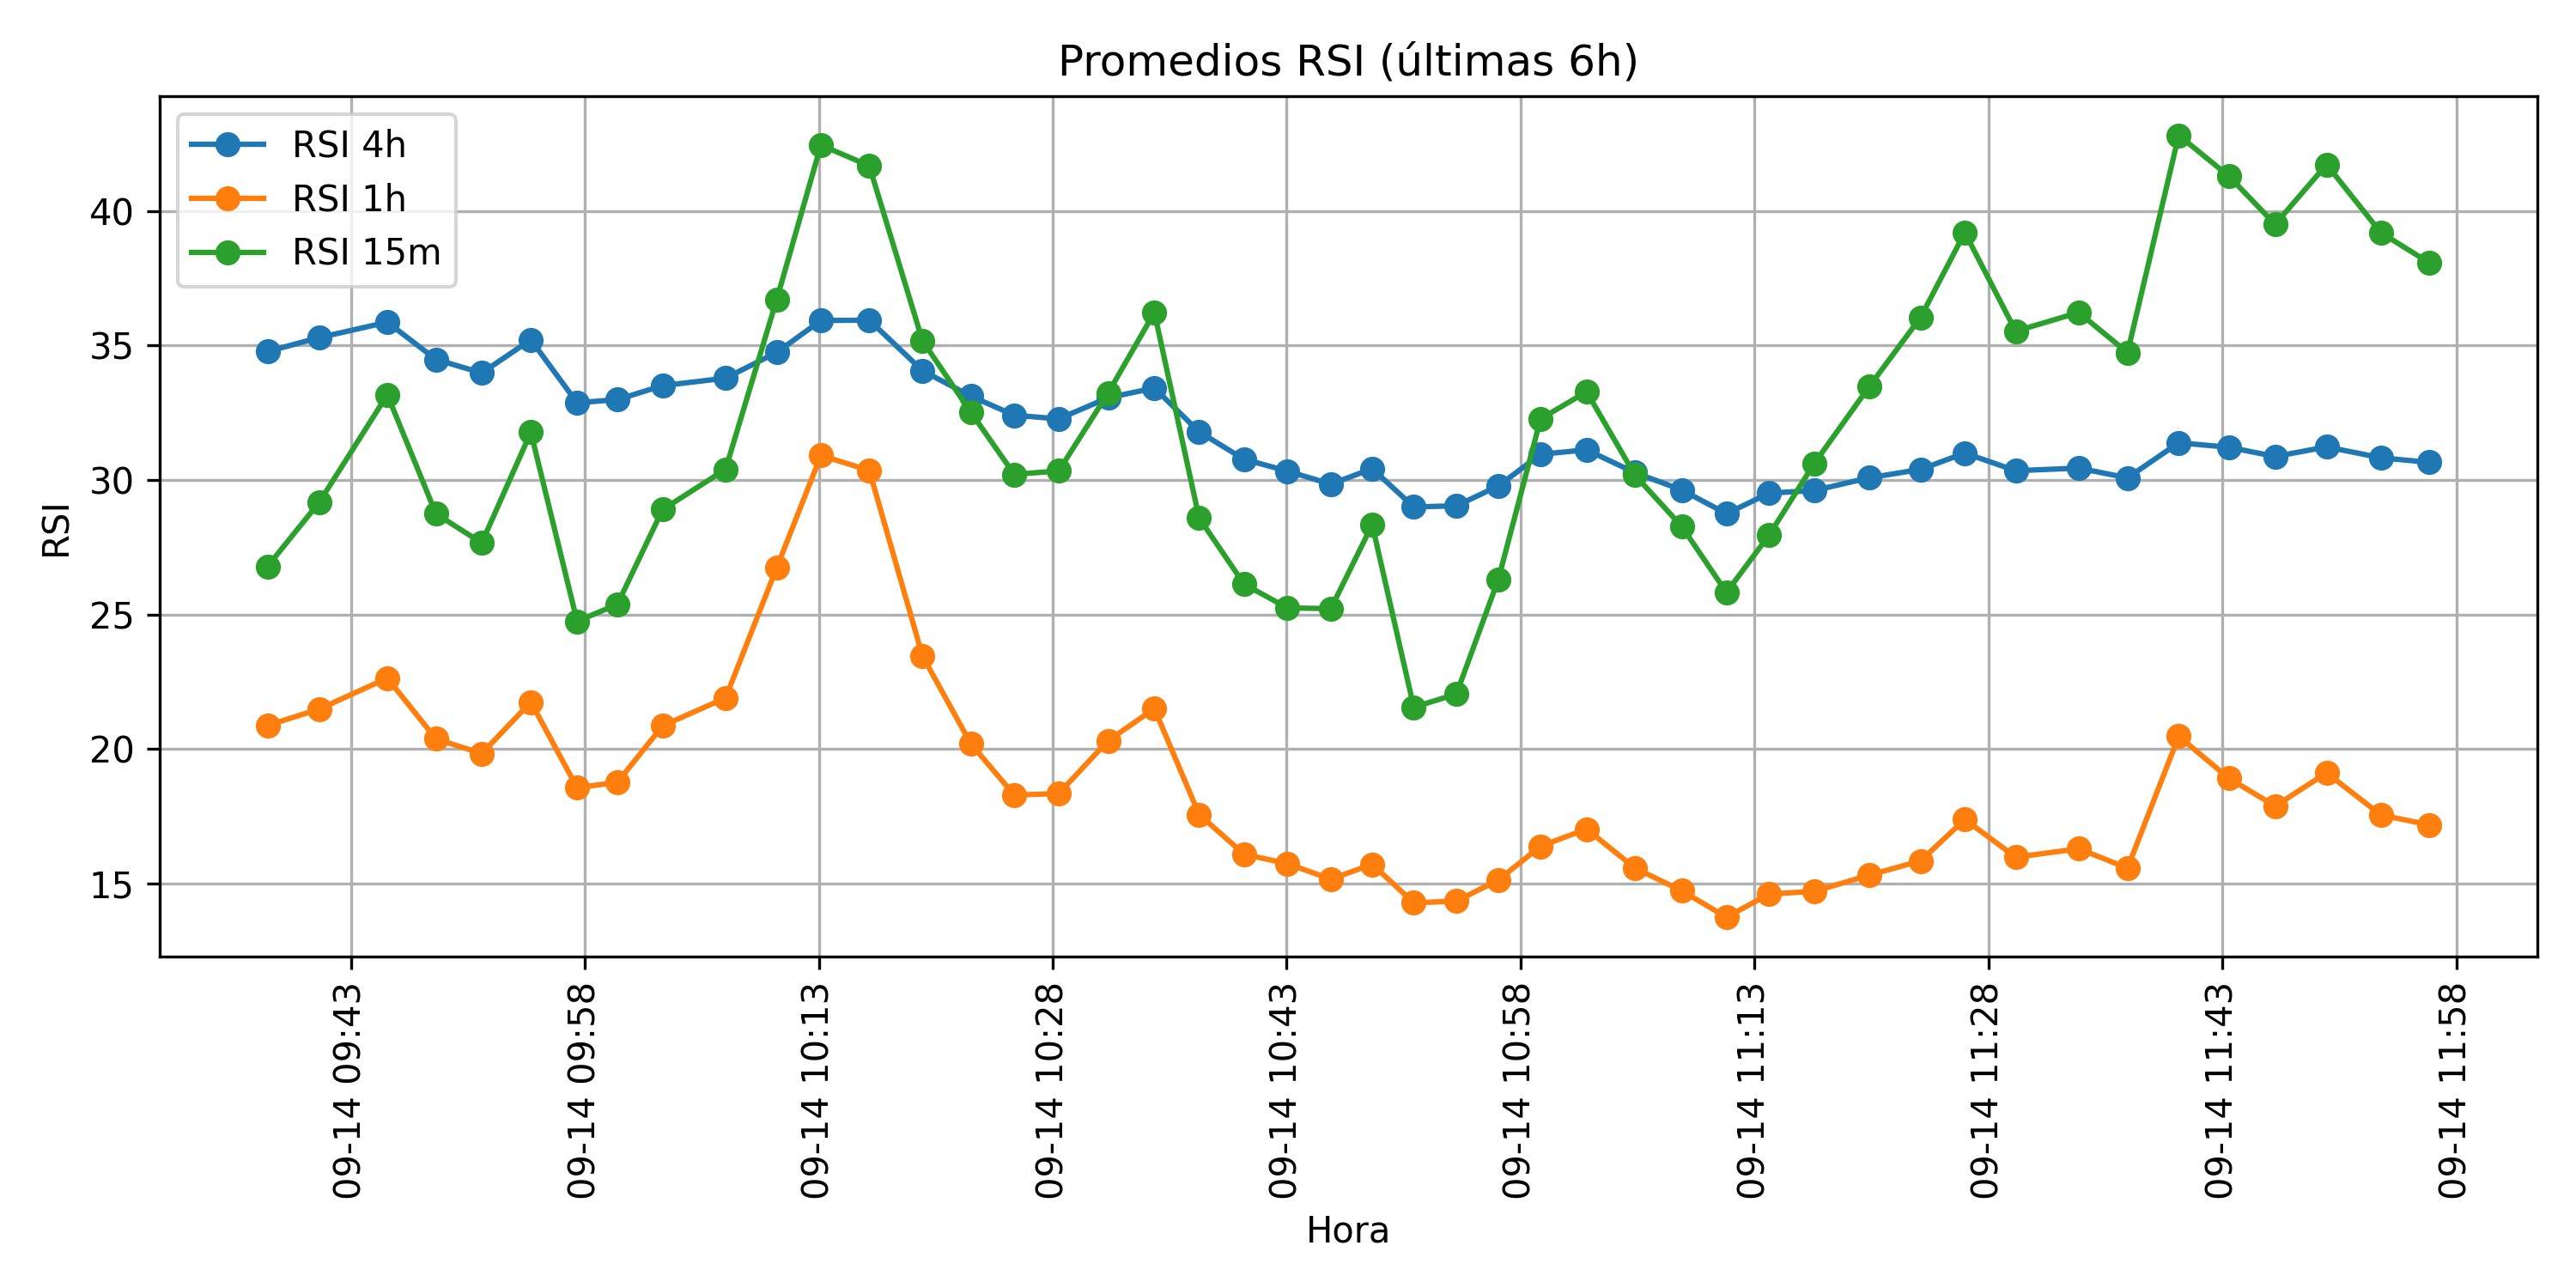 Promedios RSI (últimas 6h)
RSI 4h
RSI 1h
RSI 15m
RSI
40
35
30
25
20
15
09-14 09:43
09-14 09:58
09-14 10:13
09-14 10:28
09-14 10:43
09-14 10:58
09-14 11:13
09-14 11:28
09-14 11:43
09-14 11:58
Hora